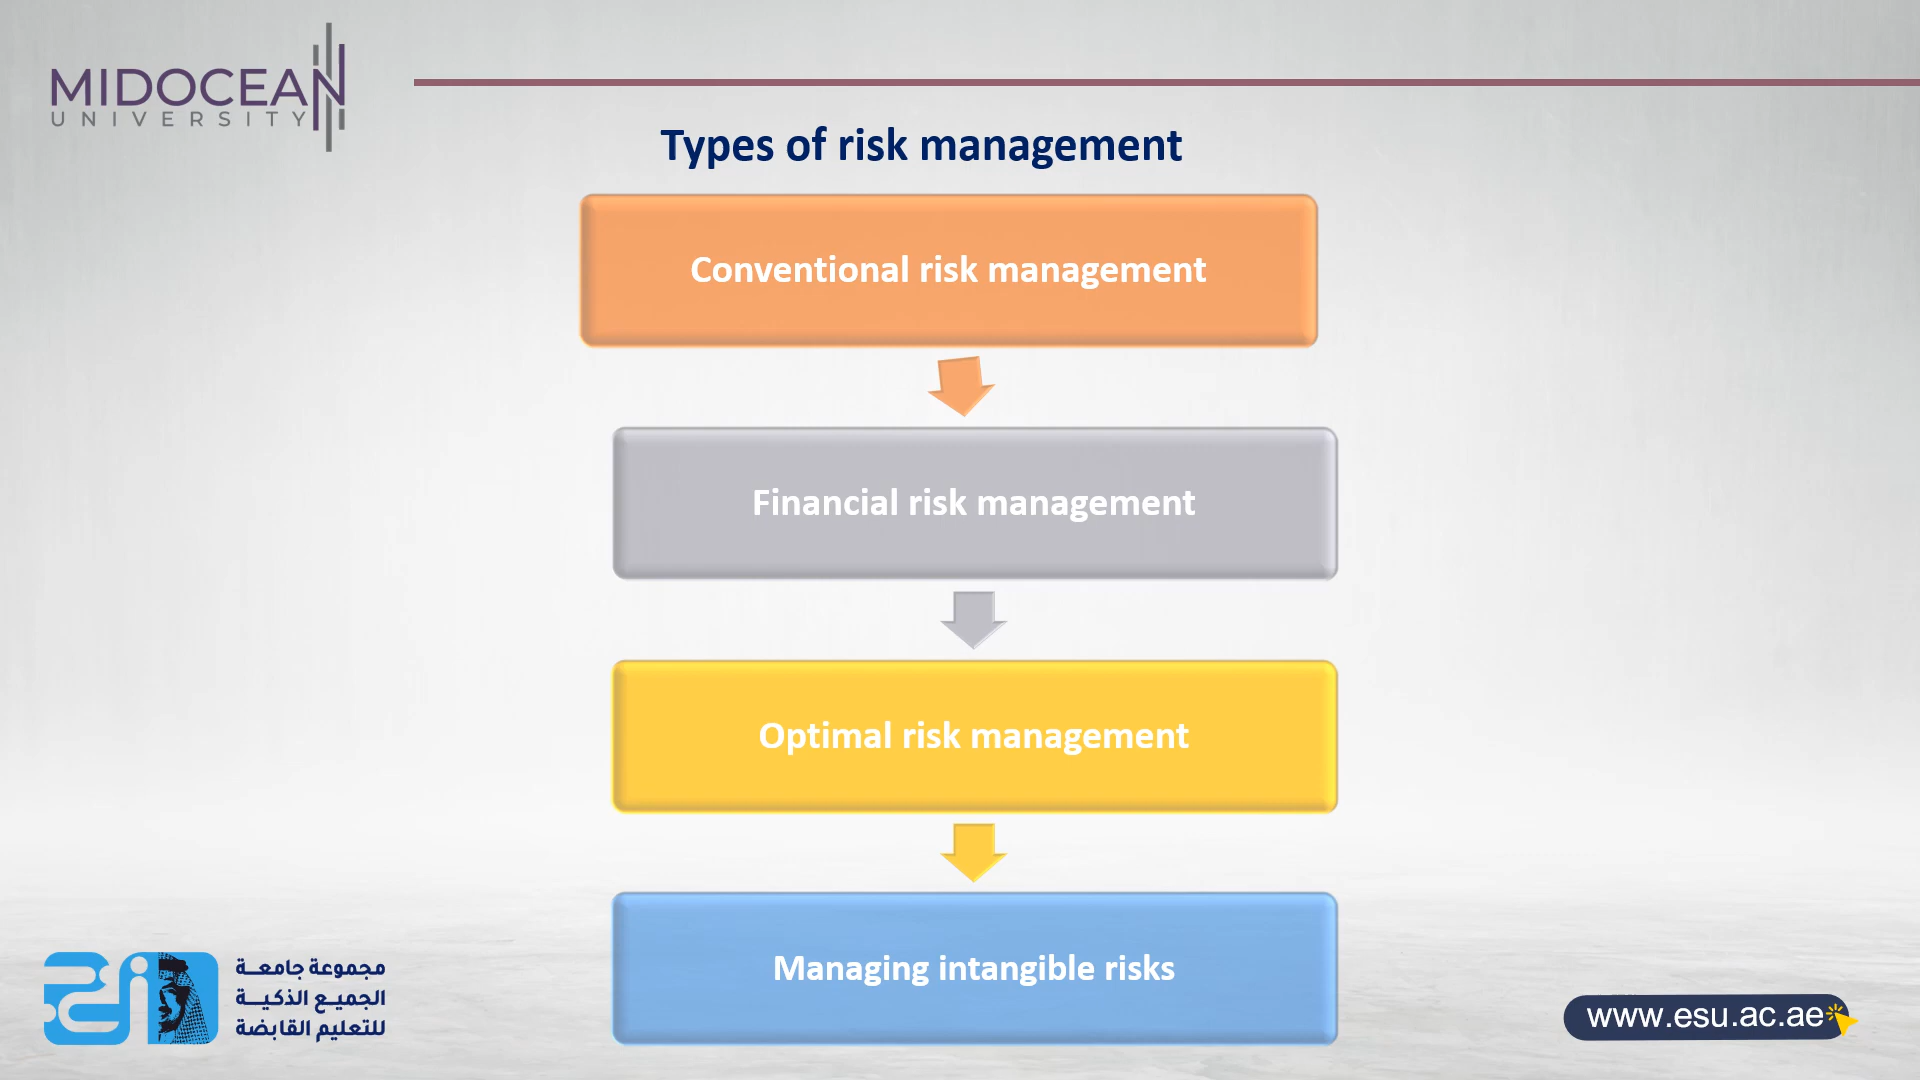 MIDOCEAN
UNIVERSITY
Types of risk management
Conventional risk management
Financial risk management
Optimal risk management
Managing intangible risks
مجموعة جامعة
الجميع الذكية
للتعليم القابضة
www.esu.ac.ae